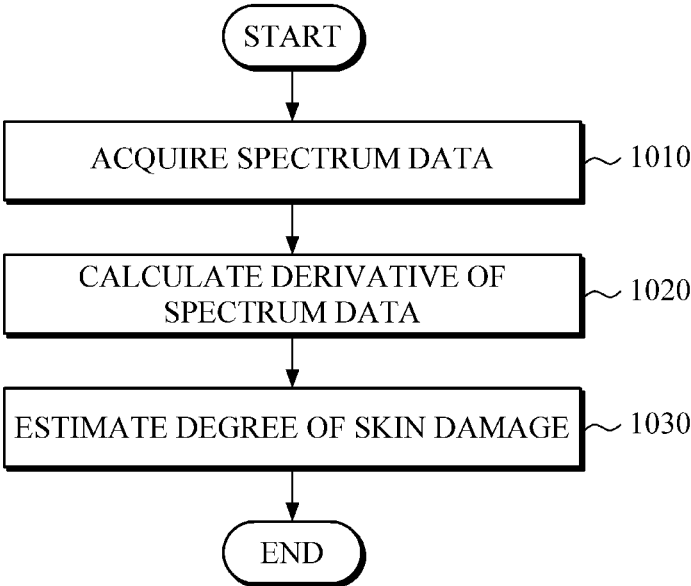 START
ACQUIRE SPECTRUM DATA
1010
CALCULATE DERIVATIVE OF
SPECTRUM DATA
1020
ESTIMATE DEGREE OF SKIN DAMAGE
1030
END